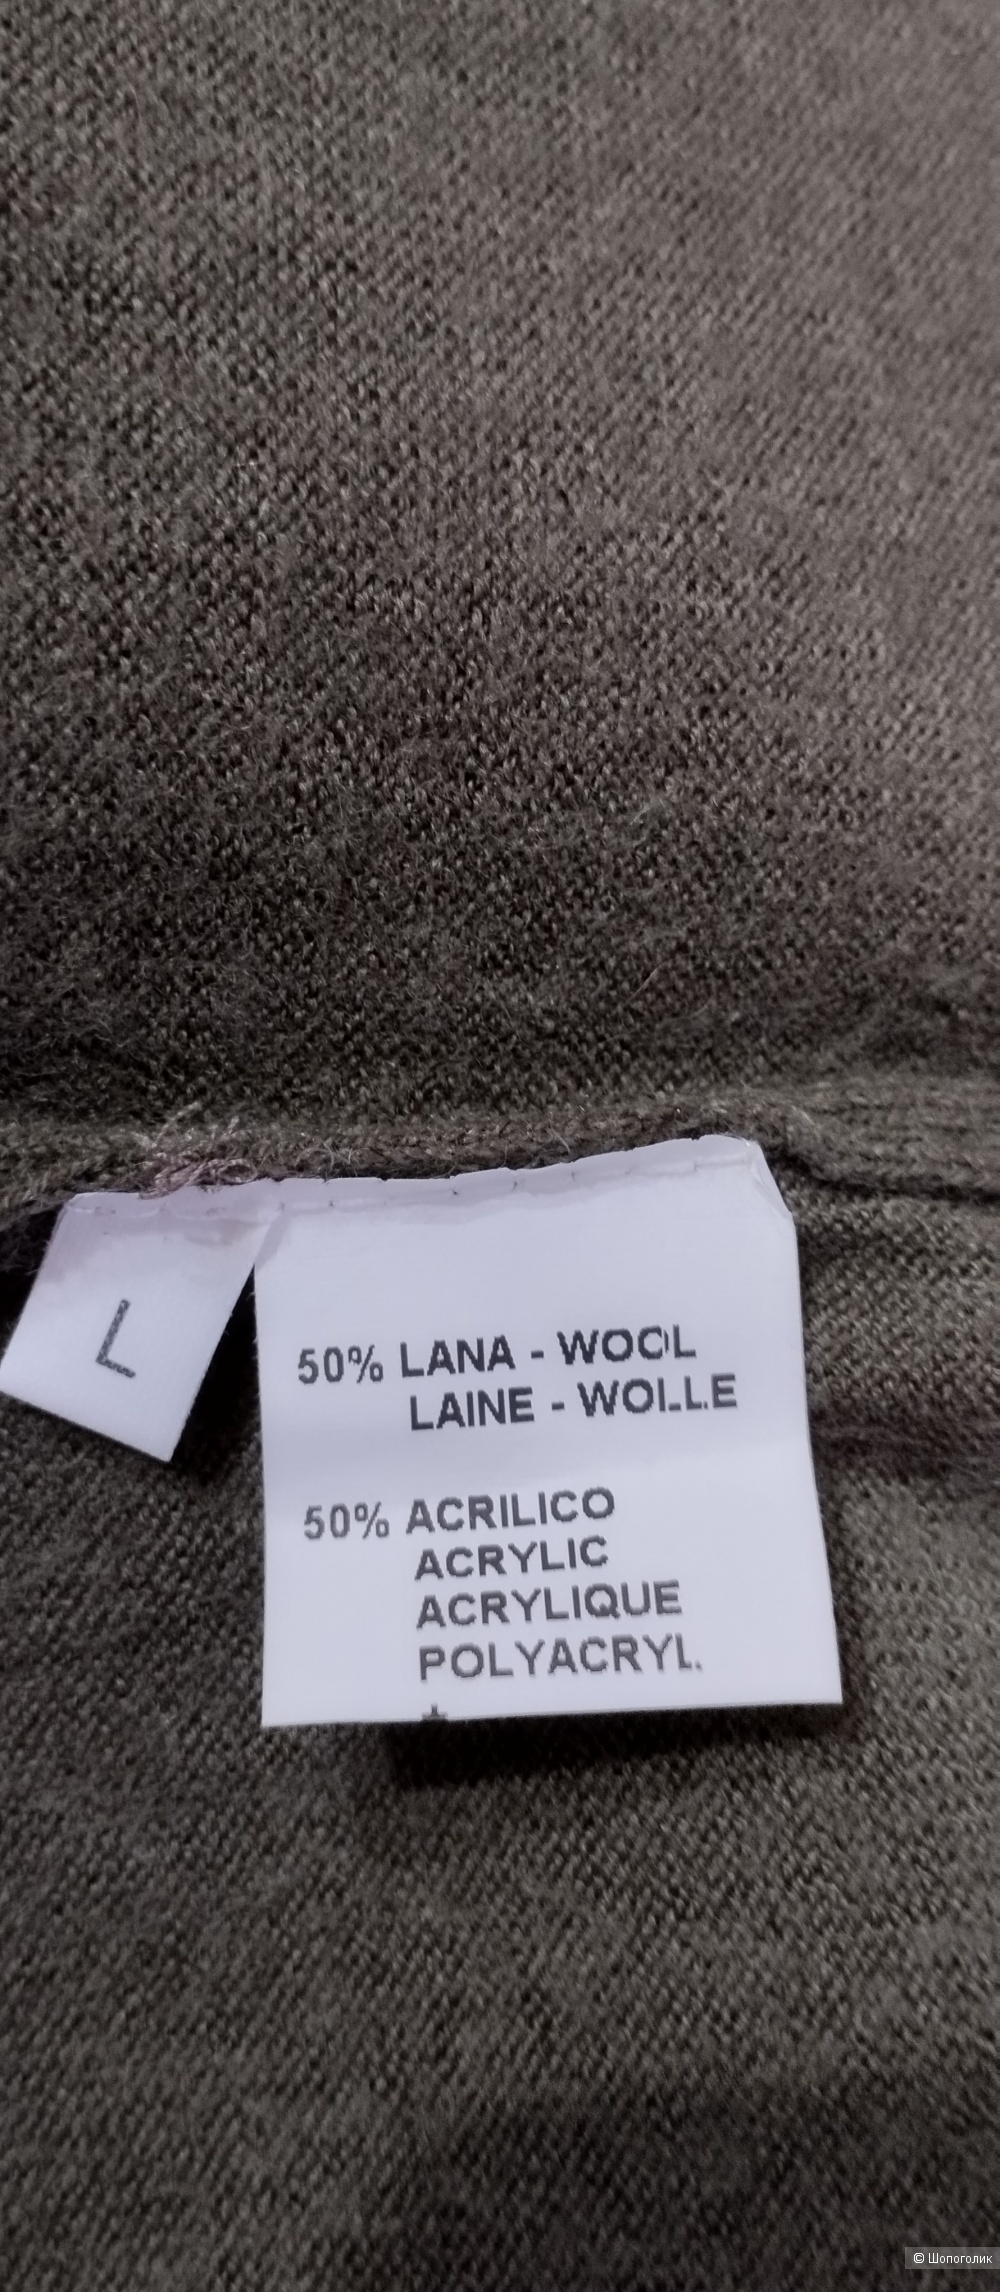 L
50% LANA - WOOL
LAINE - WOLLE
50% ACRILICO
ACRYLIC
ACRYLIQUE
POLYACRYL.
© Шопоголик